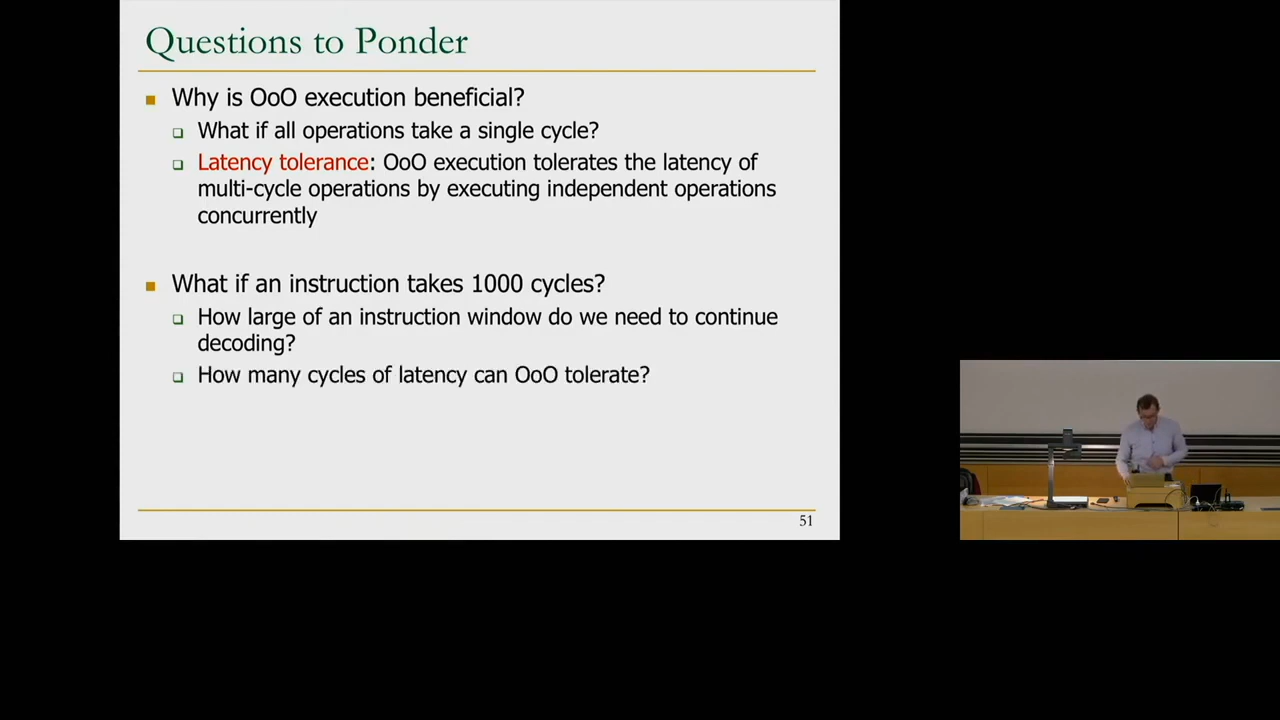 Questions to Ponder
Why is OoO execution beneficial?
What if all operations take a single cycle?
Latency tolerance: OoO execution tolerates the latency of
multi-cycle operations by executing independent operations
concurrently
What if an instruction takes 1000 cycles?
How large of an instruction window do we need to continue
decoding?
How many cycles of latency can OoO tolerate?
51